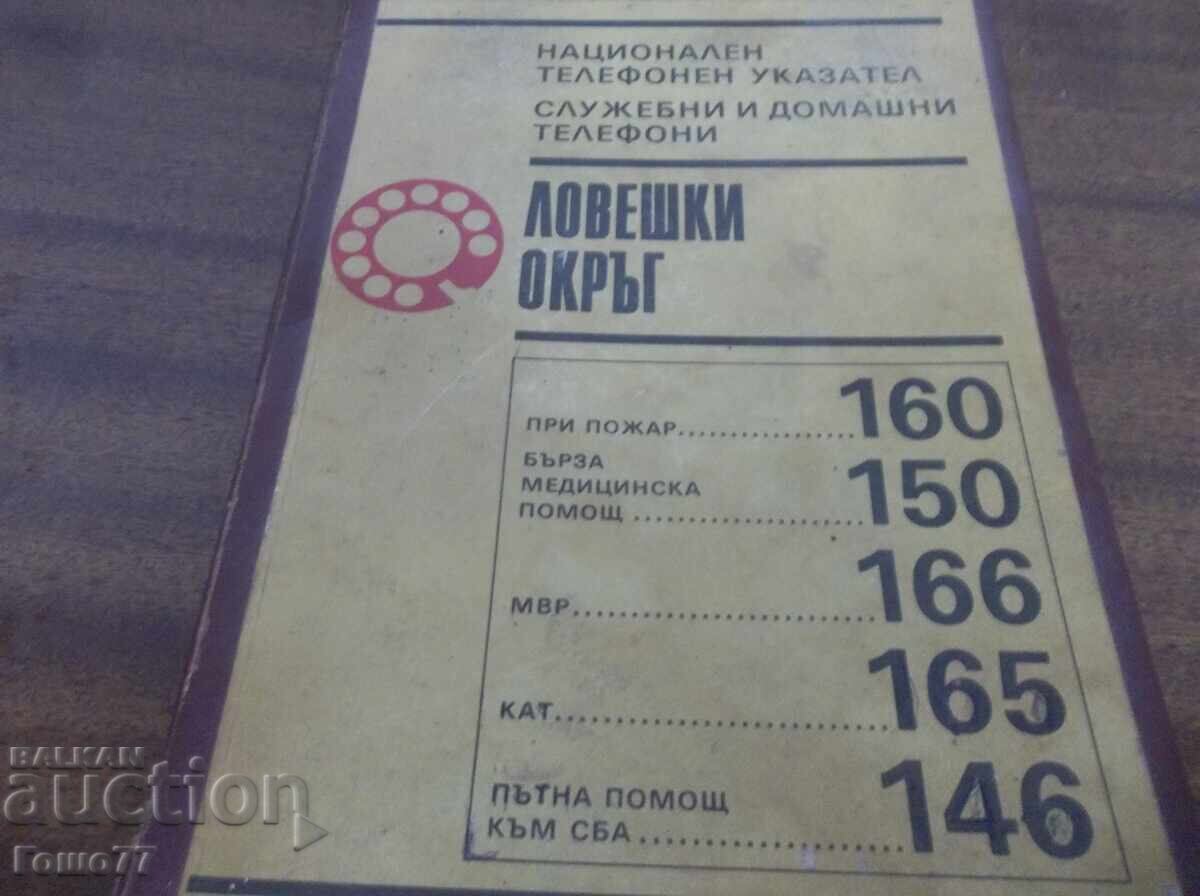 НАЦИОНАЛЕН
ТЕЛЕФОНЕН УКАЗАТЕЛ
СЛУЖЕБНИ И ДОМАШНИ
ТЕЛЕФОНИ
ЛОВЕШКИ
ОКРЪГ
ПРИ ПОЖАР....................160
БЪРЗА
МЕДИЦИНСКА
ПОМОЩ ....................150
МВР..........................166
КАТ..........................165
ПЪТНА ПОМОЩ
КЪМ СБА ....................146
BALKAN
auction
Гошо77